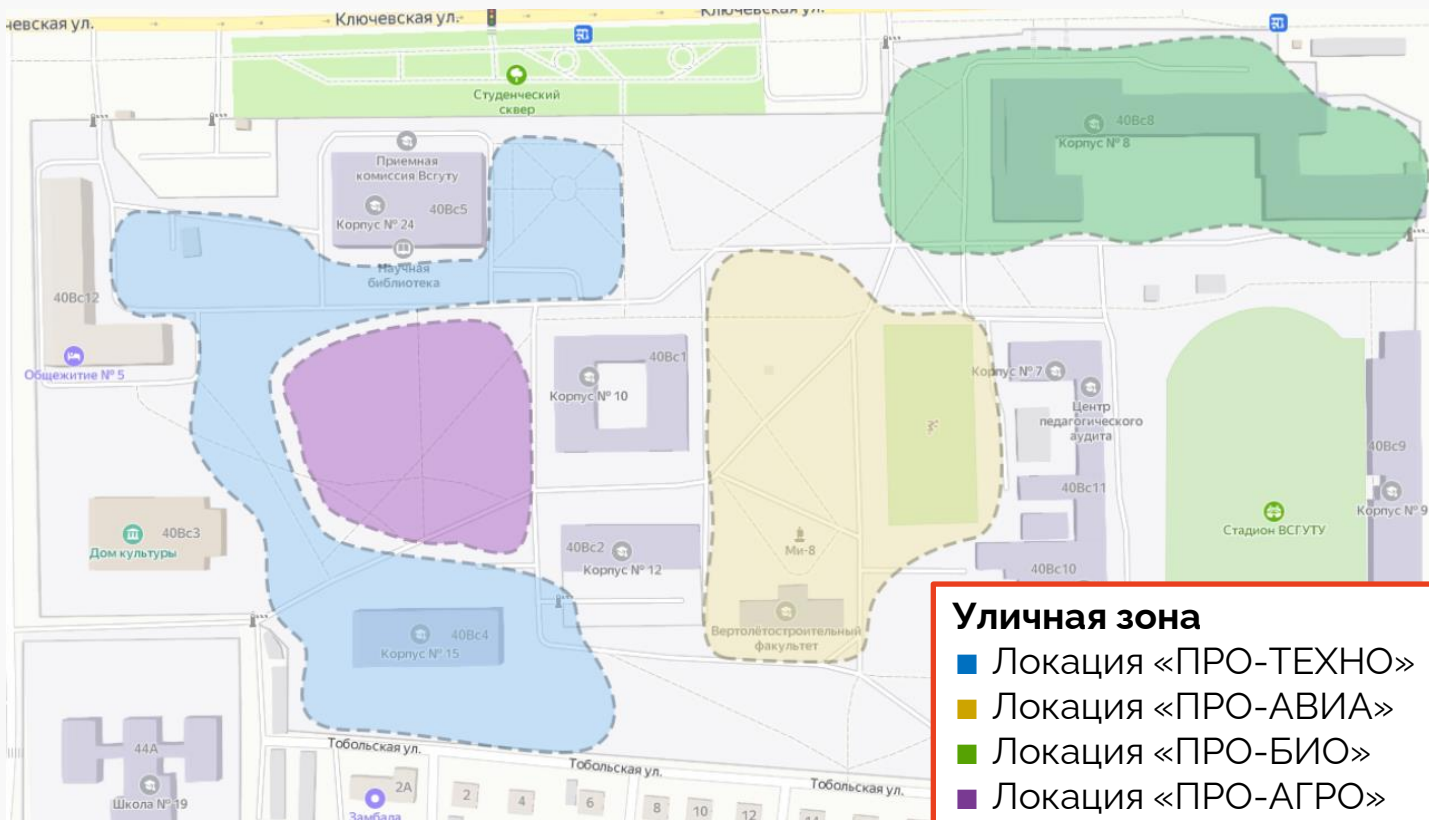 чевская ул.
Ключевская ул.
Ключевская ул.
Студенческий
сквер
Приемная
комиссия Всгуту
40Вс5
Корпус № 24
Научная
библиотека
40Вс8
Корпус № 8
40Вс12
Общежитие № 5
40Вс1
Корпус № 10
Корпус № 7
Центр
педагогического
аудита
40Вс11
40Вс9
Корпус № 9
Стадион ВСГУТУ
40Вс3
Дом культуры
40Вс2
Корпус № 12
Ми-8
40Вс10
Вертолётостроительный
факультет
40Вс4
Корпус № 15
Тобольская ул.
Тобольская ул.
Тобольская ул.
44А
Школа № 19
2А
Замбала
2
4
6
8
10
12
Уличная зона
Локация «ПРО-ТЕХНО»
Локация «ПРО-АВИА»
Локация «ПРО-БИО»
Локация «ПРО-АГРО»